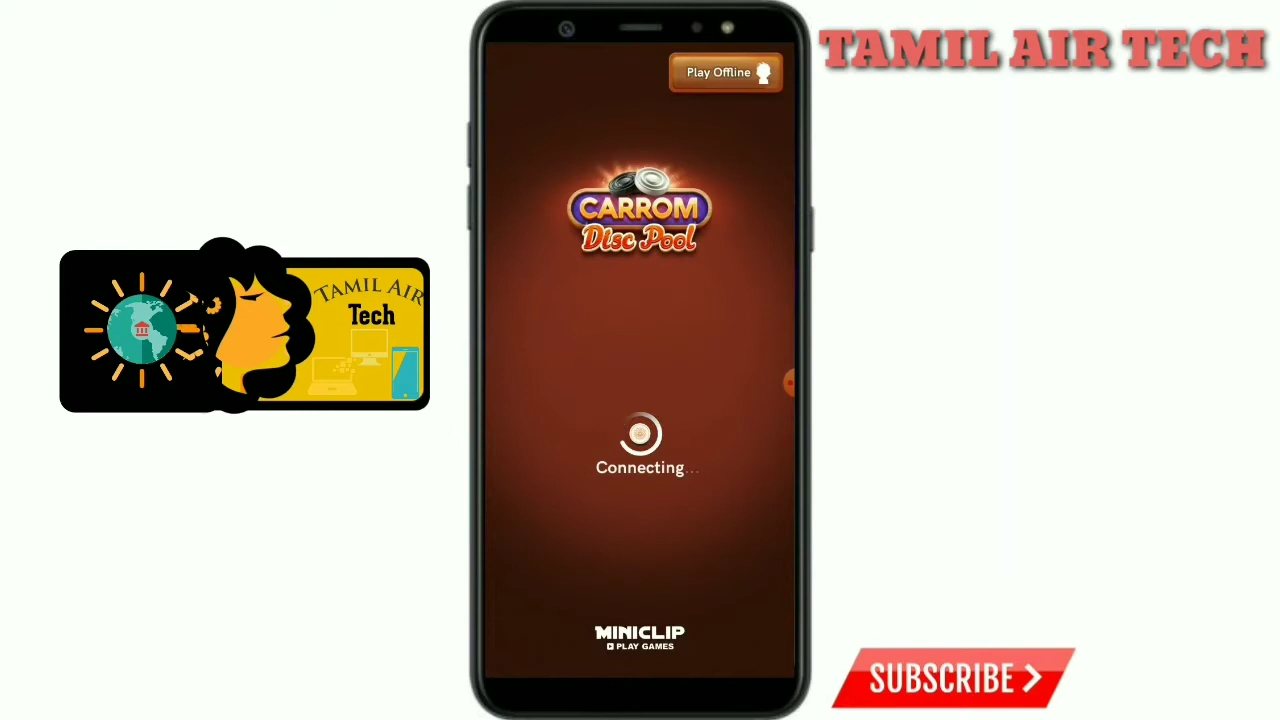 TAMIL AIR TECH
Play Offline
CARROM
Disc Pool
TAMIL AIR
Tech
Connecting...
MINICLIP
PLAY GAMES
SUBSCRIBE